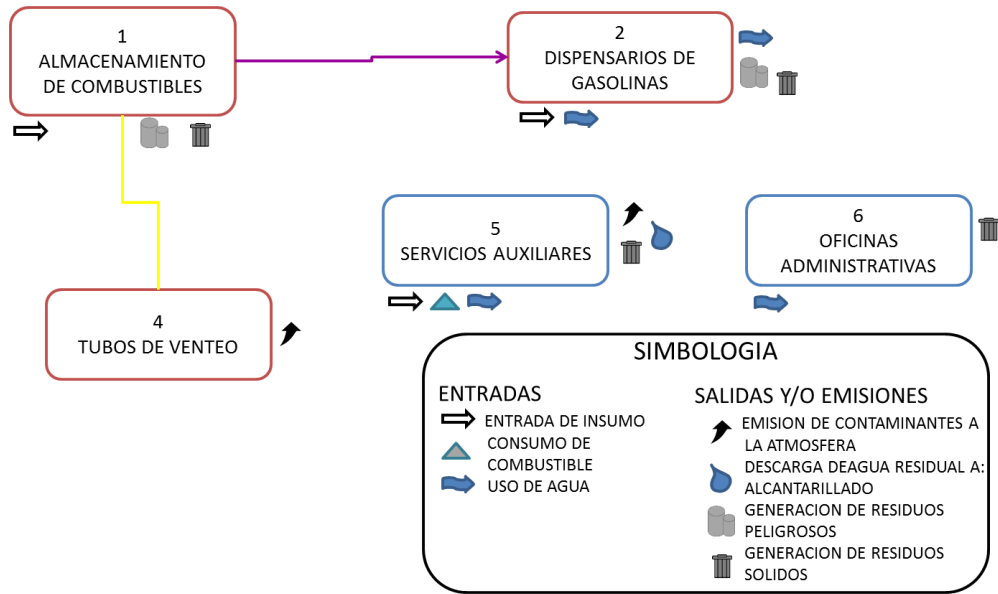 1
ALMACENAMIENTO
DE COMBUSTIBLES
2
DISPENSARIOS DE
GASOLINAS
5
SERVICIOS AUXILIARES
6
OFICINAS
ADMINISTRATIVAS
4
TUBOS DE VENTEO
SIMBOLOGIA
ENTRADAS
ENTRADA DE INSUMO
CONSUMO DE
COMBUSTIBLE
USO DE AGUA
SALIDAS Y/O EMISIONES
EMISION DE CONTAMINANTES A
LA ATMOSFERA
DESCARGA DEAGUA RESIDUAL A:
ALCANTARILLADO
GENERACION DE RESIDUOS
PELIGROSOS
GENERACION DE RESIDUOS
SOLIDOS